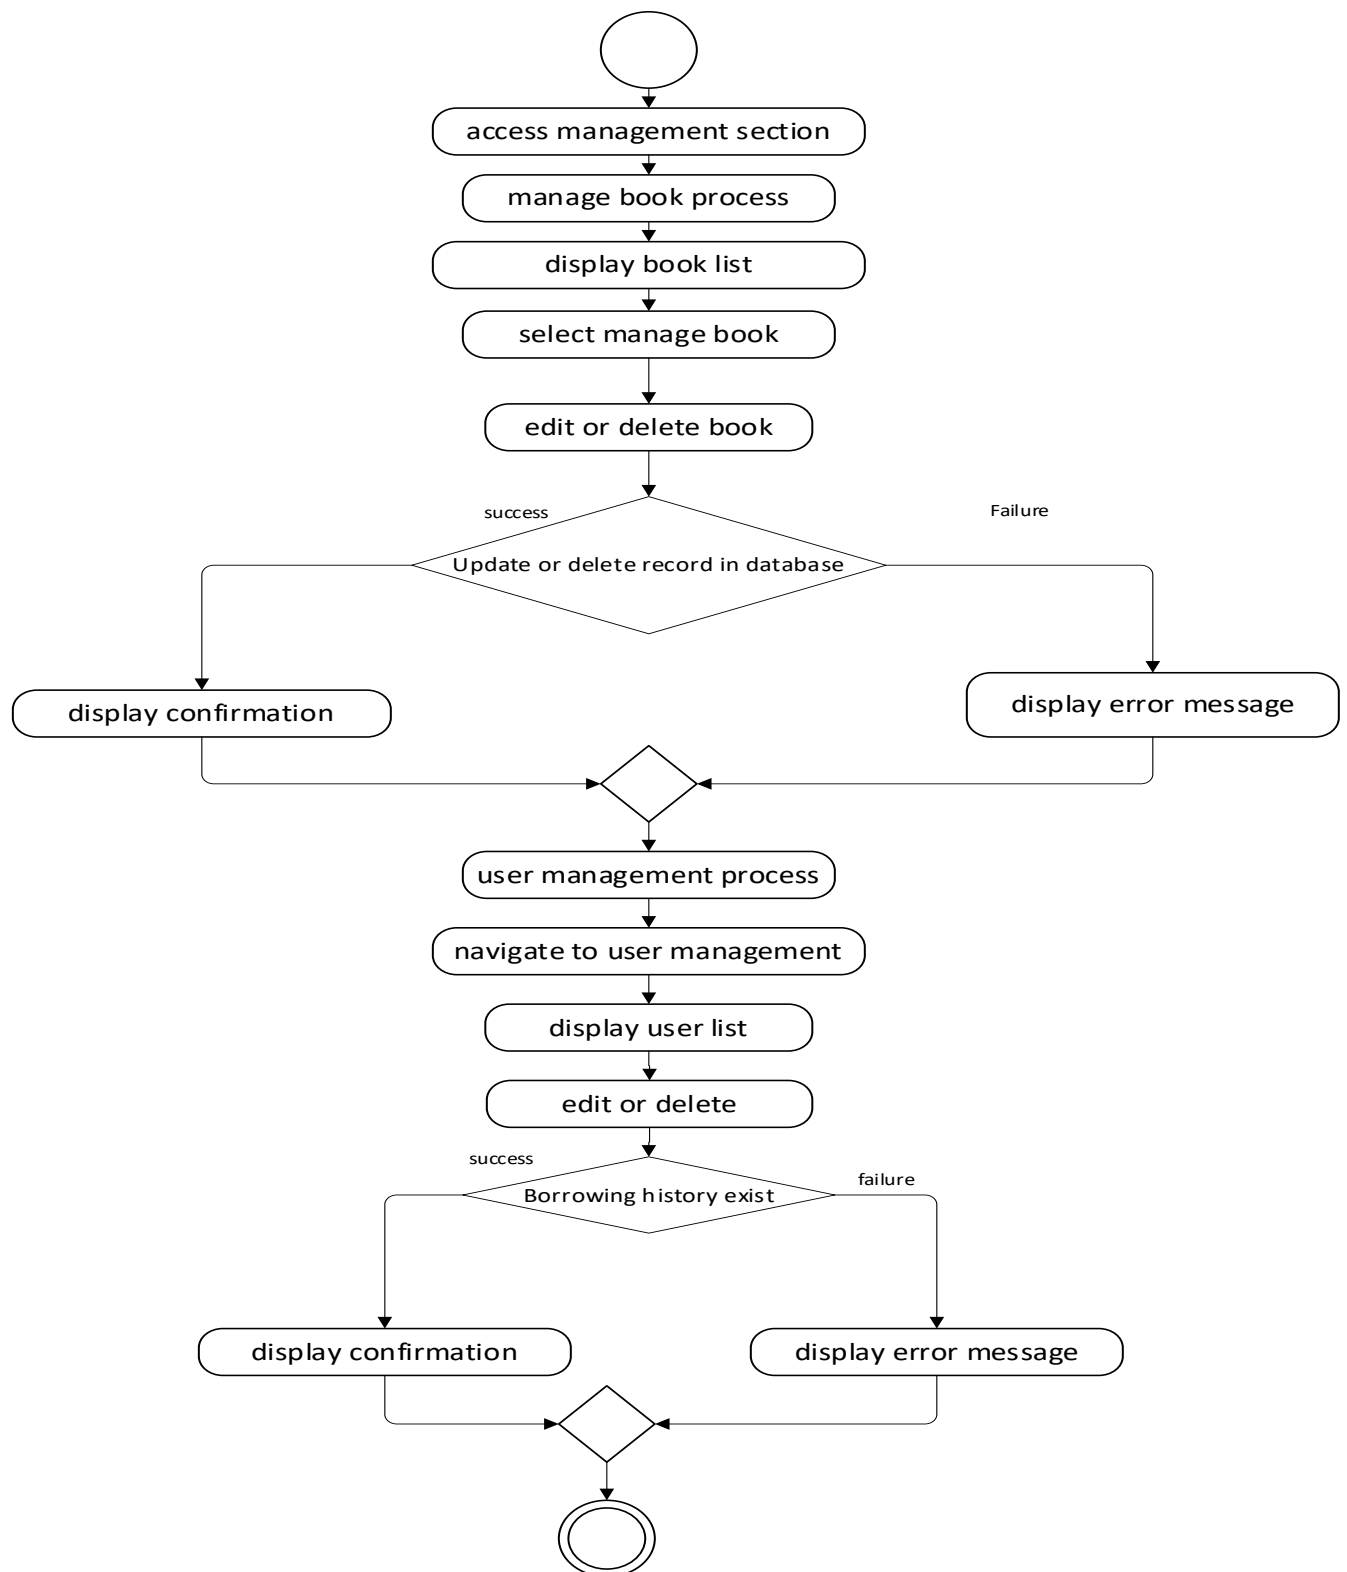 access management section
manage book process
display book list
select manage book
edit or delete book
success
Failure
Update or delete record in database
display confirmation
display error message
user management process
navigate to user management
display user list
edit or delete
success
failure
Borrowing history exist
display confirmation
display error message